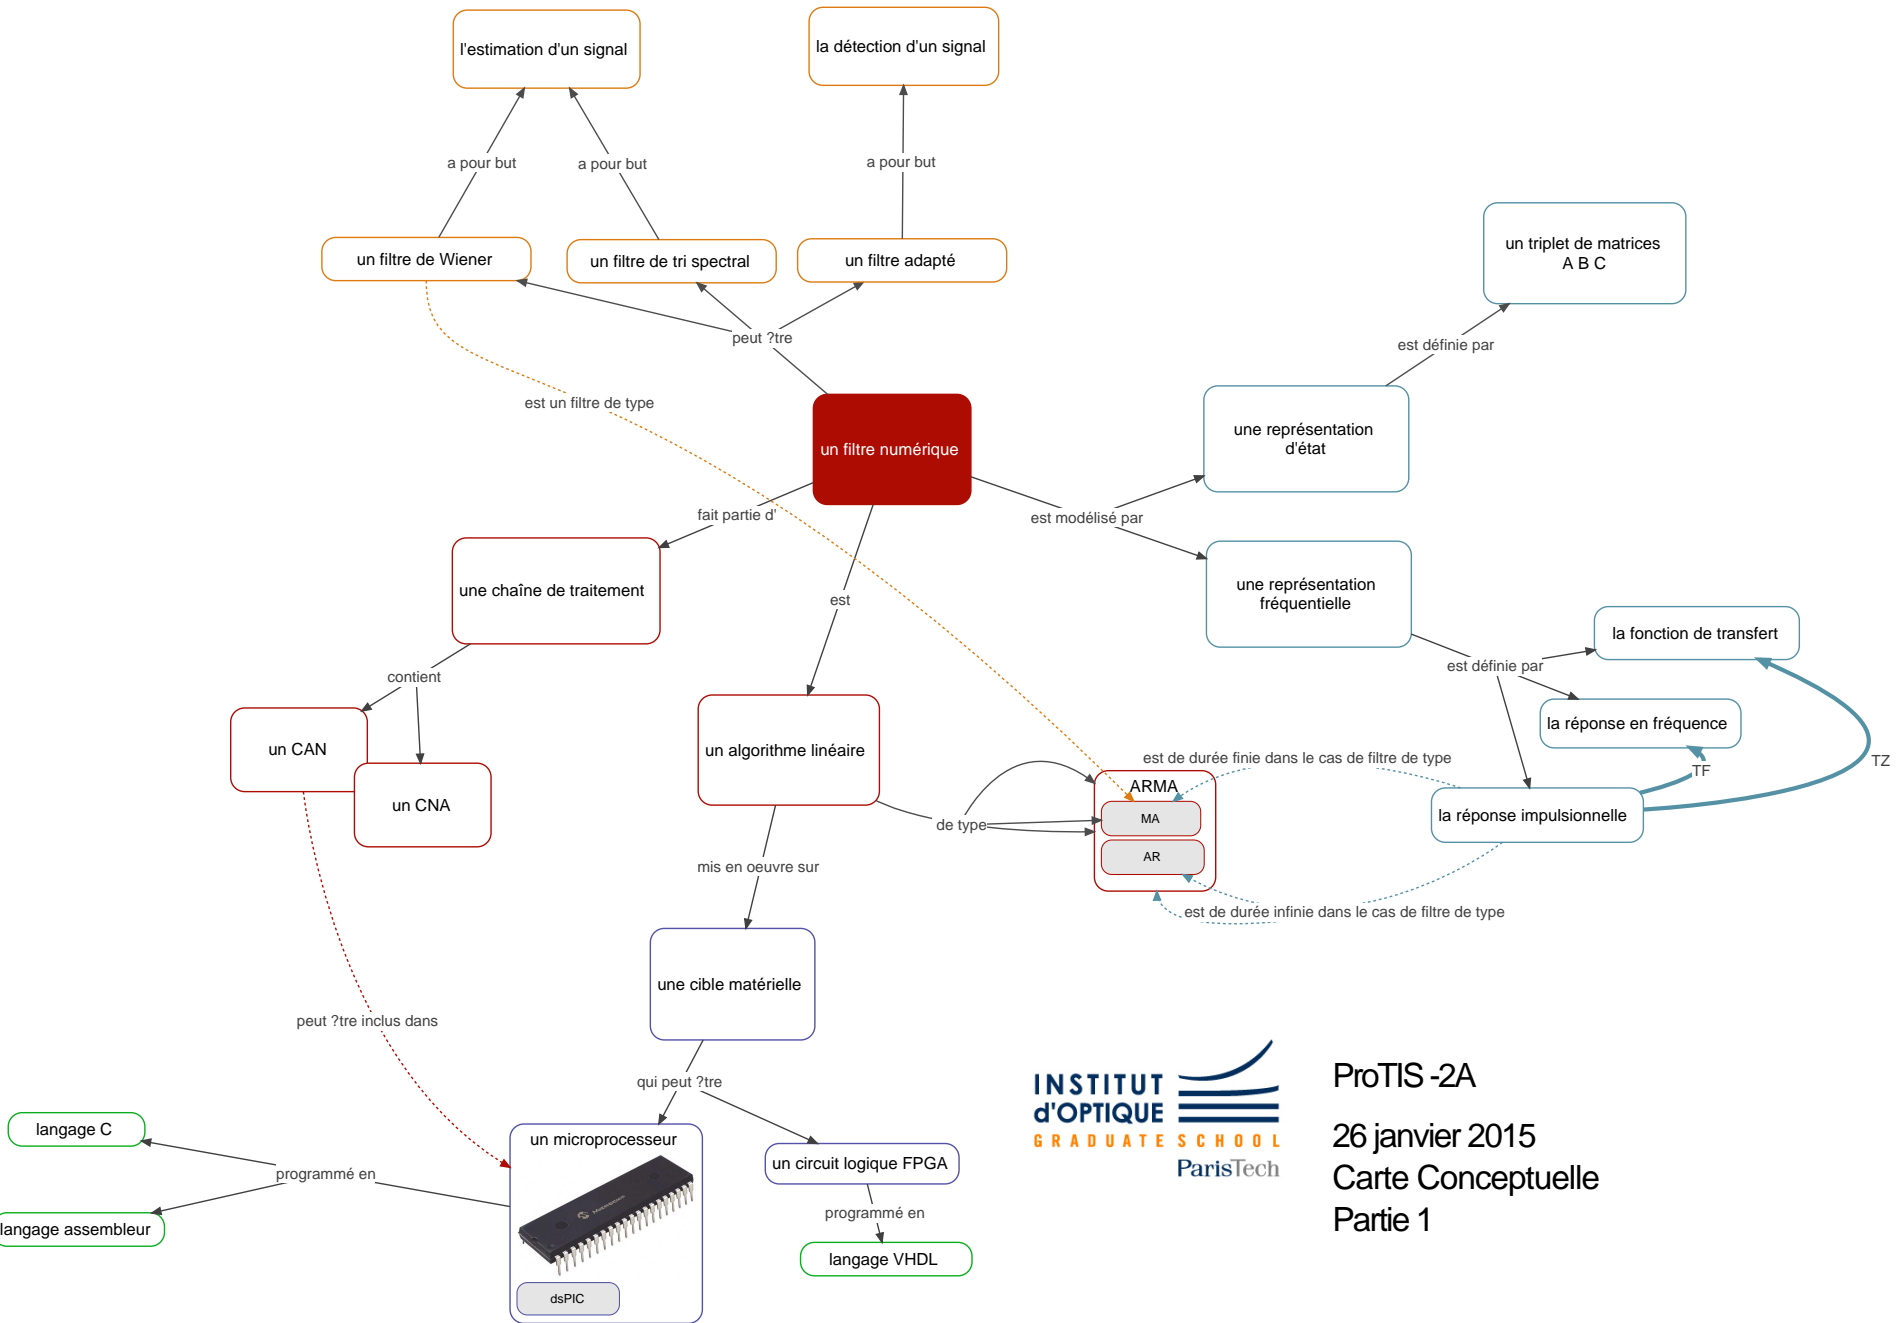 l'estimation d'un signal
la détection d'un signal
a pour but
a pour but
a pour but
un filtre de Wiener
un filtre de tri spectral
un filtre adapté
un triplet de matrices
A B C
peut ?tre
est définie par
est un filtre de type
un filtre numérique
une représentation
d'état
fait partie d'
est modélisé par
une chaîne de traitement
est
une représentation
fréquentielle
la fonction de transfert
est définie par
contient
la réponse en fréquence
un CAN
un CNA
un algorithme linéaire
est de durée finie dans le cas de filtre de type
TF
TZ
ARMA
MA
AR
de type
la réponse impulsionnelle
mis en oeuvre sur
est de durée infinie dans le cas de filtre de type
une cible matérielle
peut ?tre inclus dans
qui peut ?tre
langage C
un microprocesseur
MICROCHIP
un circuit logique FPGA
programmé en
programmé en
langage assembleur
langage VHDL
dsPIC
INSTITUT
d'OPTIQUE
GRADUATE SCHOOL
ParisTech
ProTIS -2A
26 janvier 2015
Carte Conceptuelle
Partie 1